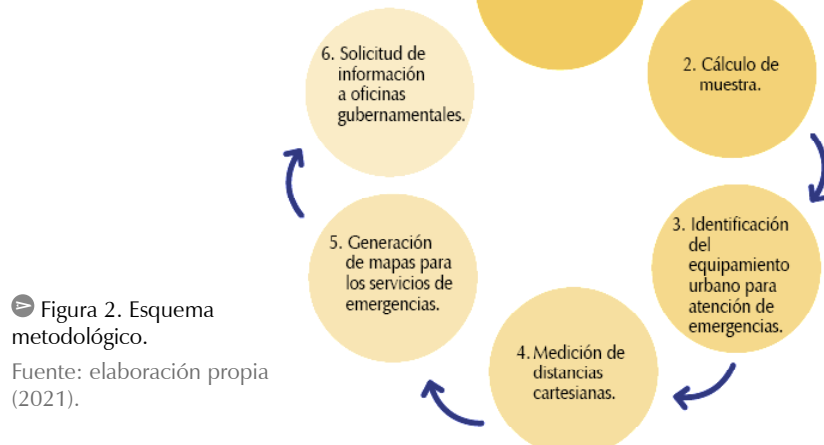 2. Cálculo de
muestra.
3. Identificación
del
equipamiento
urbano para
atención de
emergencias.
4. Medición de
distancias
cartesianas.
5. Generación
de mapas para
los servicios de
emergencias.
6. Solicitud de
información
a oficinas
gubernamentales.
Figura 2. Esquema
metodológico.
Fuente: elaboración propia
(2021).